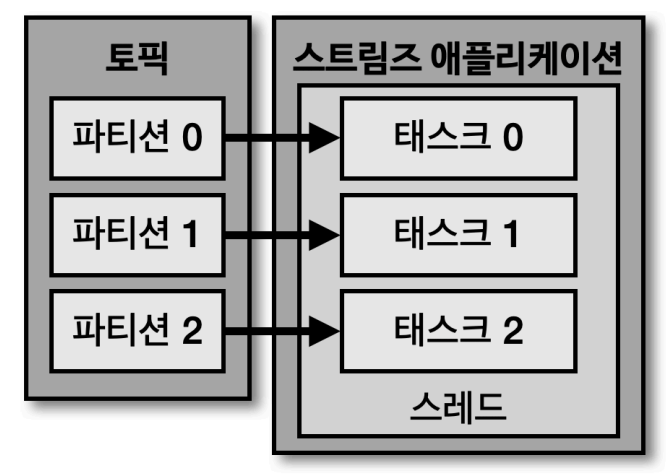 토픽
파티션 0
파티션 1
파티션 2
스트림즈 애플리케이션
태스크 0
태스크 1
태스크 2
스레드